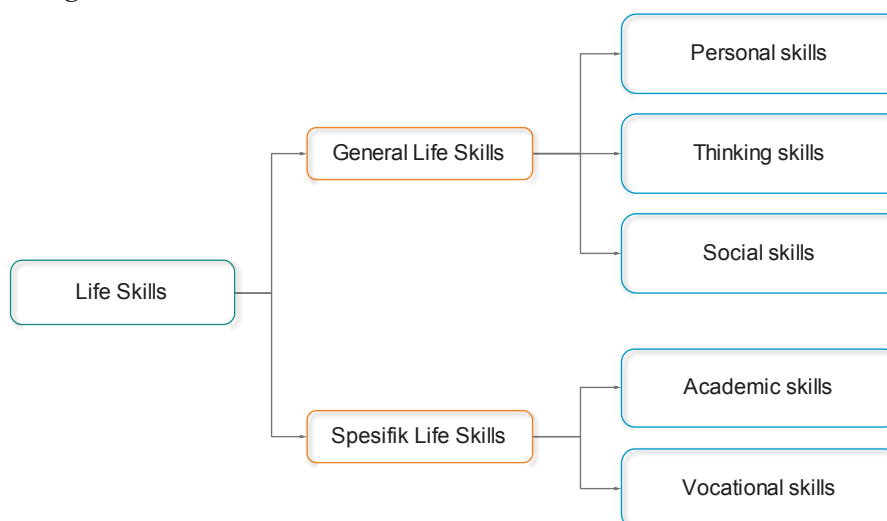 Life Skills
General Life Skills
Personal skills
Thinking skills
Social skills
Spesifik Life Skills
Academic skills
Vocational skills